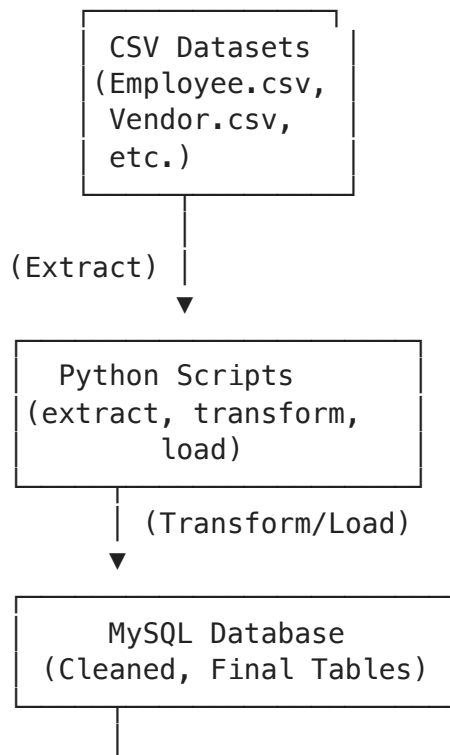 CSV Datasets
(Employee.csv,
Vendor.csv,
etc.)
(Extract)
Python Scripts
(extract, transform,
load)
(Transform/Load)
MySQL Database
(Cleaned, Final Tables)